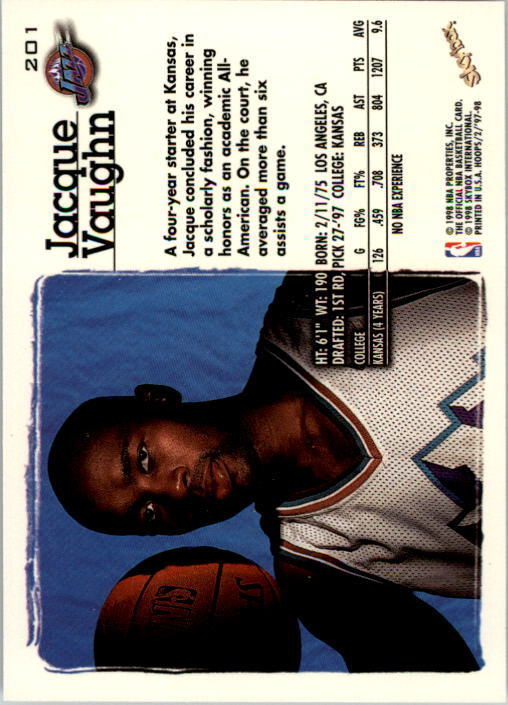 201
JAZZ
Jacque
Vaughn
A four-year starter at Kansas,
Jacque concluded his career in
a scholarly fashion, winning
honors as an academic All-
American. On the court, he
averaged more than six
assists a game.
HT: 6'1" WT: 190 BORN: 2/11/75 LOS ANGELES, CA
DRAFTED: 1ST RD, PICK 27-'97 COLLEGE: KANSAS
COLLEGE G FG% FT% REB AST PTS AVG
KANSAS (4 YEARS) 126 .459 .708 373 804 1207 9.6
NO NBA EXPERIENCE
© 1998 NBA PROPERTIES, INC.
THE OFFICIAL NBA BASKETBALL CARD.
© 1998 SKYBOX INTERNATIONAL.
PRINTED IN U.S.A. HOOPS/2/'97-98
NBA
SKYBOX